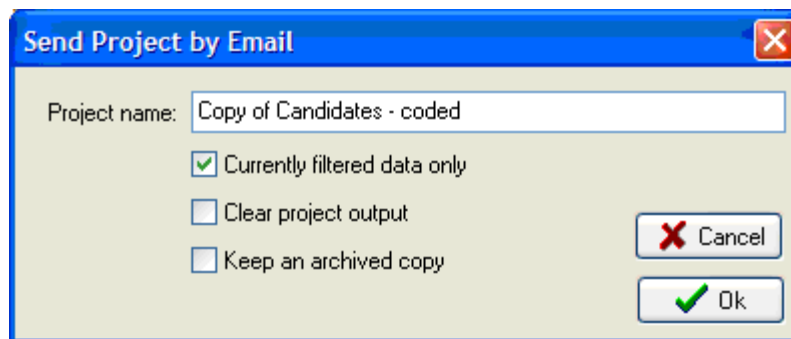 Send Project by Email
Project name: Copy of Candidates - coded
Currently filtered data only
Clear project output
Keep an archived copy
Cancel
Ok